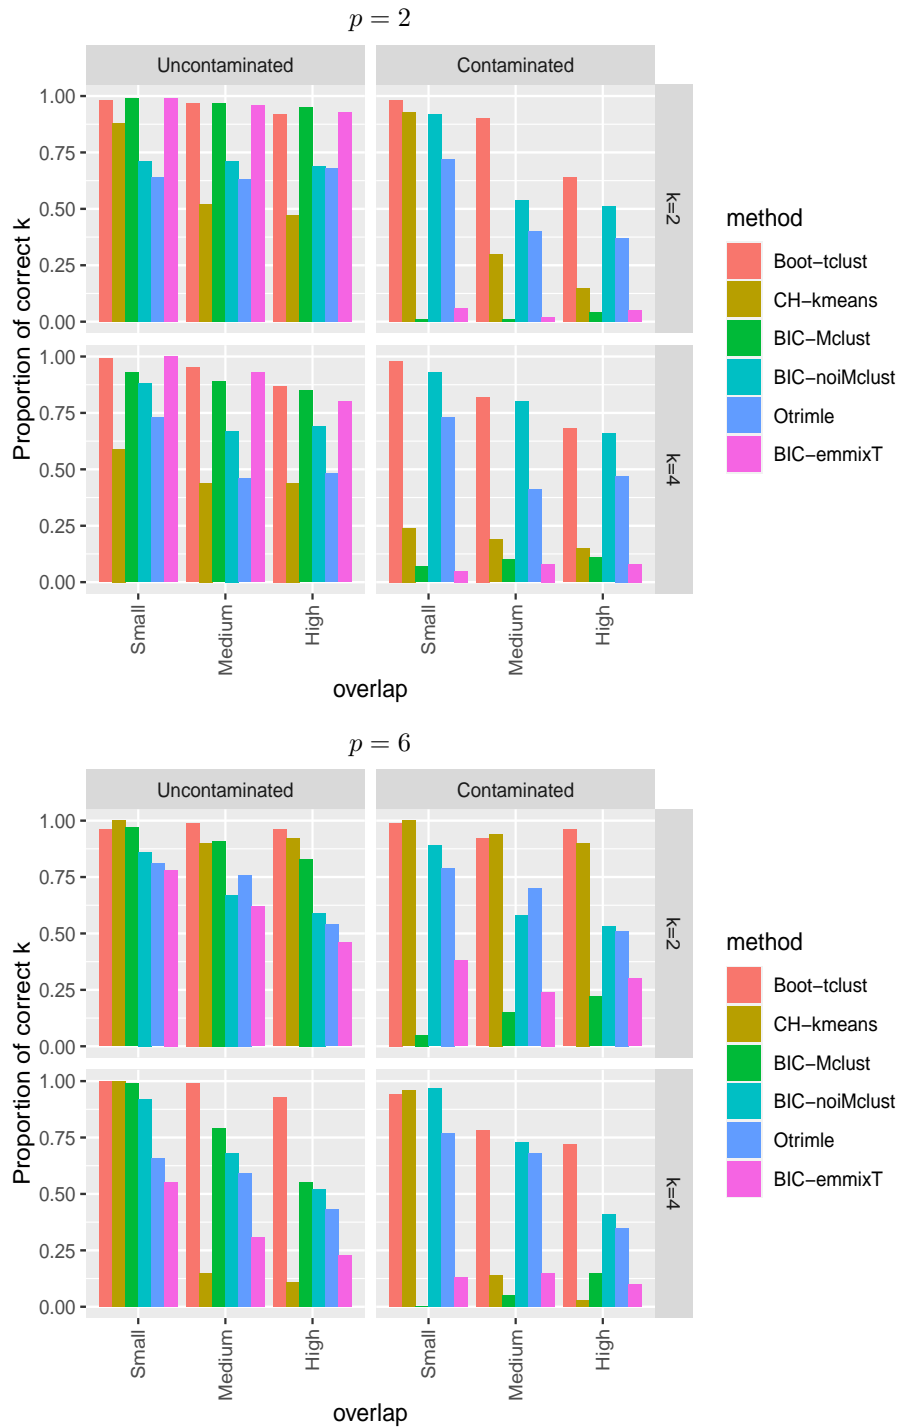 p = 2
Uncontaminated
Contaminated
Proportion of correct k
1.00
0.75
0.50
0.25
0.00
k=2
1.00
0.75
0.50
0.25
0.00
k=4
Small
Medium
High
Small
Medium
High
overlap
method
Boot−tclust
CH−kmeans
BIC−Mclust
BIC−noiMclust
Otrimle
BIC−emmixT
p = 6
Uncontaminated
Contaminated
Proportion of correct k
1.00
0.75
0.50
0.25
0.00
k=2
1.00
0.75
0.50
0.25
0.00
k=4
Small
Medium
High
Small
Medium
High
overlap
method
Boot−tclust
CH−kmeans
BIC−Mclust
BIC−noiMclust
Otrimle
BIC−emmixT